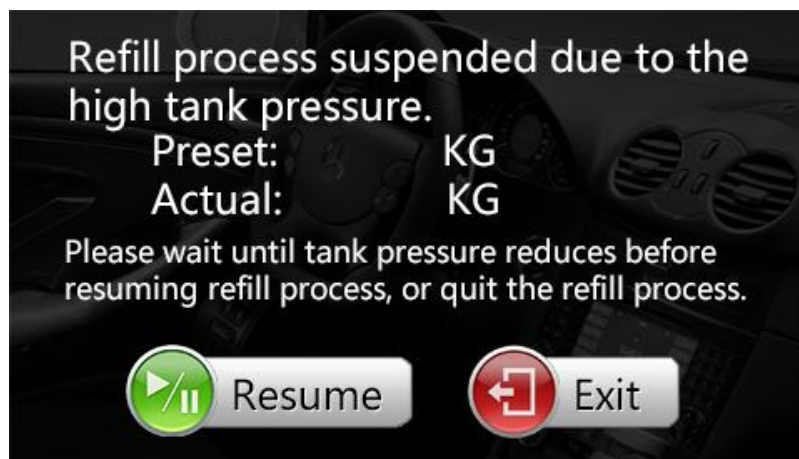 Refill process suspended due to the
high tank pressure.
Preset: KG
Actual: KG
Please wait until tank pressure reduces before
resuming refill process, or quit the refill process.
Resume Exit